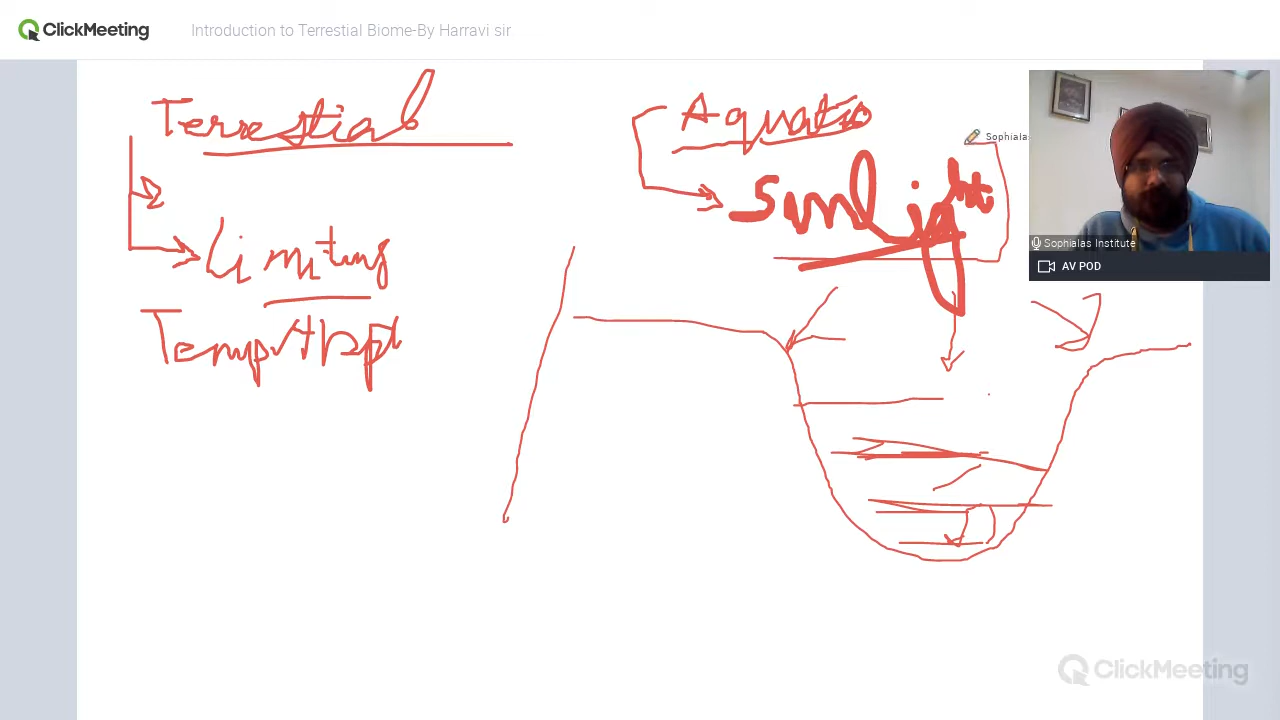 ClickMeeting
Introduction to Terrestial Biome-By Harravi sir
Terrestial
Aquatic
Sunlight
Limiting
Temp + ppt
Sophialas
Sophialas Institute
AV POD
ClickMeeting